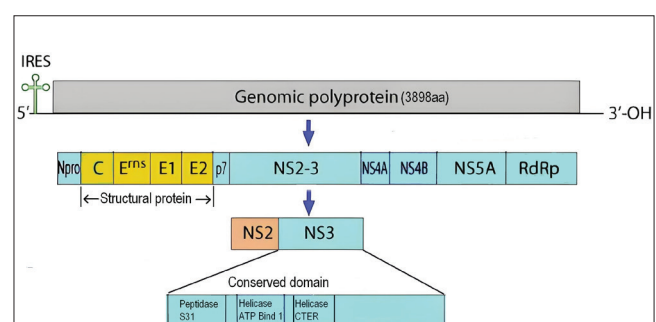 IRES
Genomic polyprotein (3898aa)
5' 3'-OH
Npro C Erns E1 E2 p7 NS2-3 NS4A NS4B NS5A RdRp
Structural protein
NS2 NS3
Conserved domain
Peptidase Helicase Helicase
S31 ATP Bind 1 CTER